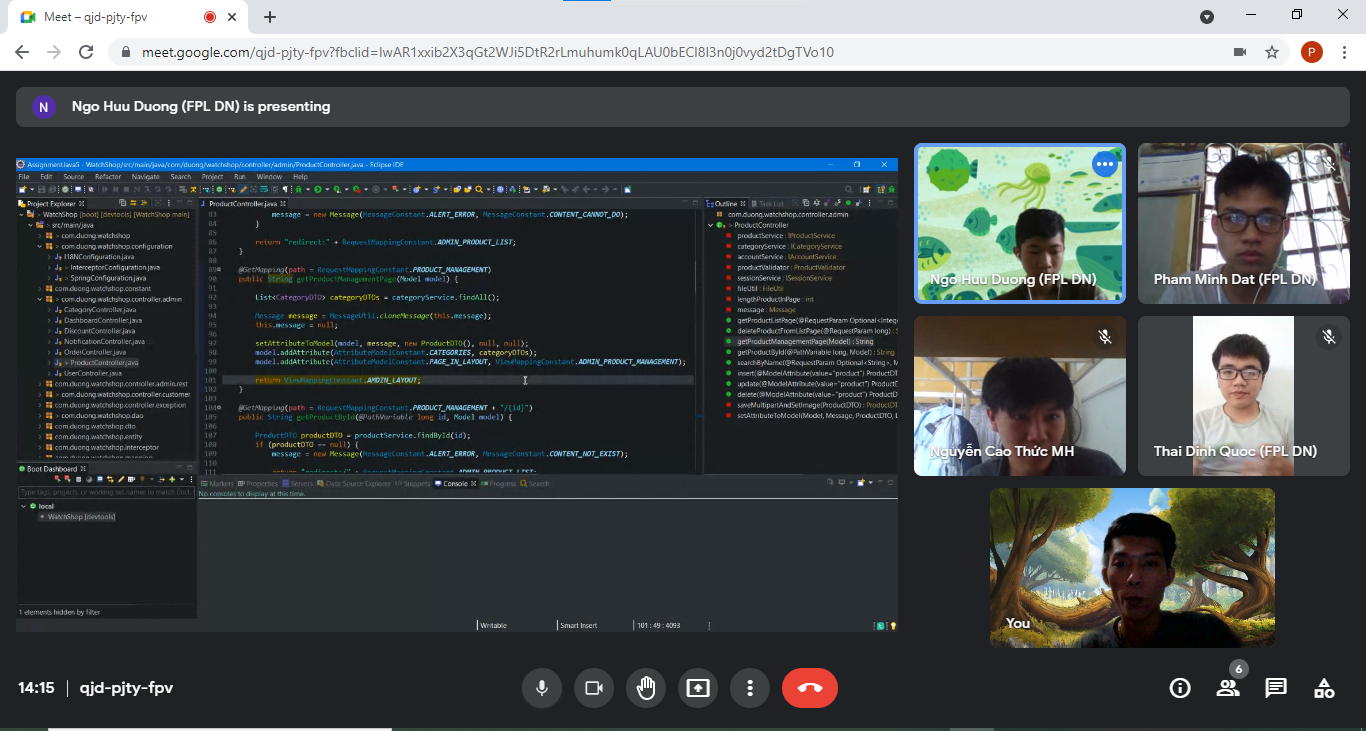 Meet – qjd-pjty-fpv
meet.google.com/qjd-pjty-fpv?fbclid=IwAR1xxib2X3qGt2WJi5DtR2rLmuhumk0qLAU0bECl8I3n0j0vyd2tDgTVo10
P
N
Ngo Huu Duong (FPL DN) is presenting
AssignmentJava5 - WatchShop/src/main/java/com/duong/watchshop/controller/admin/ProductController.java - Eclipse IDE
File Edit Source Refactor Navigate Search Project Run Window Help
Project Explorer
WatchShop [boot] [devtools] [WatchShop main]
src/main/java
com.duong.watchshop
com.duong.watchshop.configuration
I18NConfiguration.java
InterceptorConfiguration.java
SpringConfiguration.java
com.duong.watchshop.constant
com.duong.watchshop.controller.admin
CategoryController.java
DashboardController.java
DiscountController.java
NotificationController.java
OrderController.java
ProductController.java
UserController.java
com.duong.watchshop.controller.admin.rest
com.duong.watchshop.controller.customer
com.duong.watchshop.controller.exception
com.duong.watchshop.dao
com.duong.watchshop.dto
com.duong.watchshop.entity
com.duong.watchshop.interceptor
Boot Dashboard
Type tags, projects, or working set names to match (incl.
local
WatchShop [devtools]
1 elements hidden by filter
ProductController.java
83 message = new Message(MessageConstant.ALERT_ERROR, MessageConstant.CONTENT_CANNOT_DO);
84 }
85
86 return "redirect:" + RequestMappingConstant.ADMIN_PRODUCT_LIST;
87 }
88
89 @GetMapping(path = RequestMappingConstant.PRODUCT_MANAGEMENT)
90 public String getProductManagementPage(Model model) {
91
92 List<CategoryDTO> categoryDTOs = categoryService.findAll();
93
94 Message message = MessageUtil.cloneMessage(this.message);
95 this.message = null;
96
97 setAttributeToModel(model, message, new ProductDTO(), null, null);
98 model.addAttribute(AttributeModelConstant.CATEGORIES, categoryDTOs);
99 model.addAttribute(AttributeModelConstant.PAGE_IN_LAYOUT, ViewMappingConstant.ADMIN_PRODUCT_MANAGEMENT);
100
101 return ViewMappingConstant.AMDIN_LAYOUT;
102 }
103
104 @GetMapping(path = RequestMappingConstant.PRODUCT_MANAGEMENT + "/{id}")
105 public String getProductById(@PathVariable long id, Model model) {
106
107 ProductDTO productDTO = productService.findById(id);
108 if (productDTO == null) {
109 message = new Message(MessageConstant.ALERT_ERROR, MessageConstant.CONTENT_NOT_EXIST);
110
111 return "redirect:" + RequestMappingConstant.ADMIN_PRODUCT_LIST;
Outline Task List
com.duong.watchshop.controller.admin
ProductController
productService : IProductService
categoryService : ICategoryService
accountService : IAccountService
productValidator : ProductValidator
sessionService : ISessionService
fileUtil : FileUtil
lengthProductInPage : int
message : Message
getProductListPage(@RequestParam Optional<Integ
deleteProductFromListPage(@RequestParam long) : S
getProductManagementPage(Model) : String
getProductById(@PathVariable long, Model) : String
searchByName(@RequestParam Optional<String>, M
insert(@ModelAttribute(value="product") ProductDT
update(@ModelAttribute(value="product") ProductD
delete(@ModelAttribute(value="product") ProductDT
saveMultipartAndSetImage(ProductDTO) : ProductDT
setAttributeToModel(Model, Message, ProductDTO, L
Markers Properties Servers Data Source Explorer Snippets Console Progress Search
No consoles to display at this time.
Writable Smart Insert 101 : 49 : 4093
Ngo Huu Duong (FPL DN)
Pham Minh Dat (FPL DN)
Nguyễn Cao Thức MH
Thai Dinh Quoc (FPL DN)
You
14:15 | qjd-pjty-fpv
6